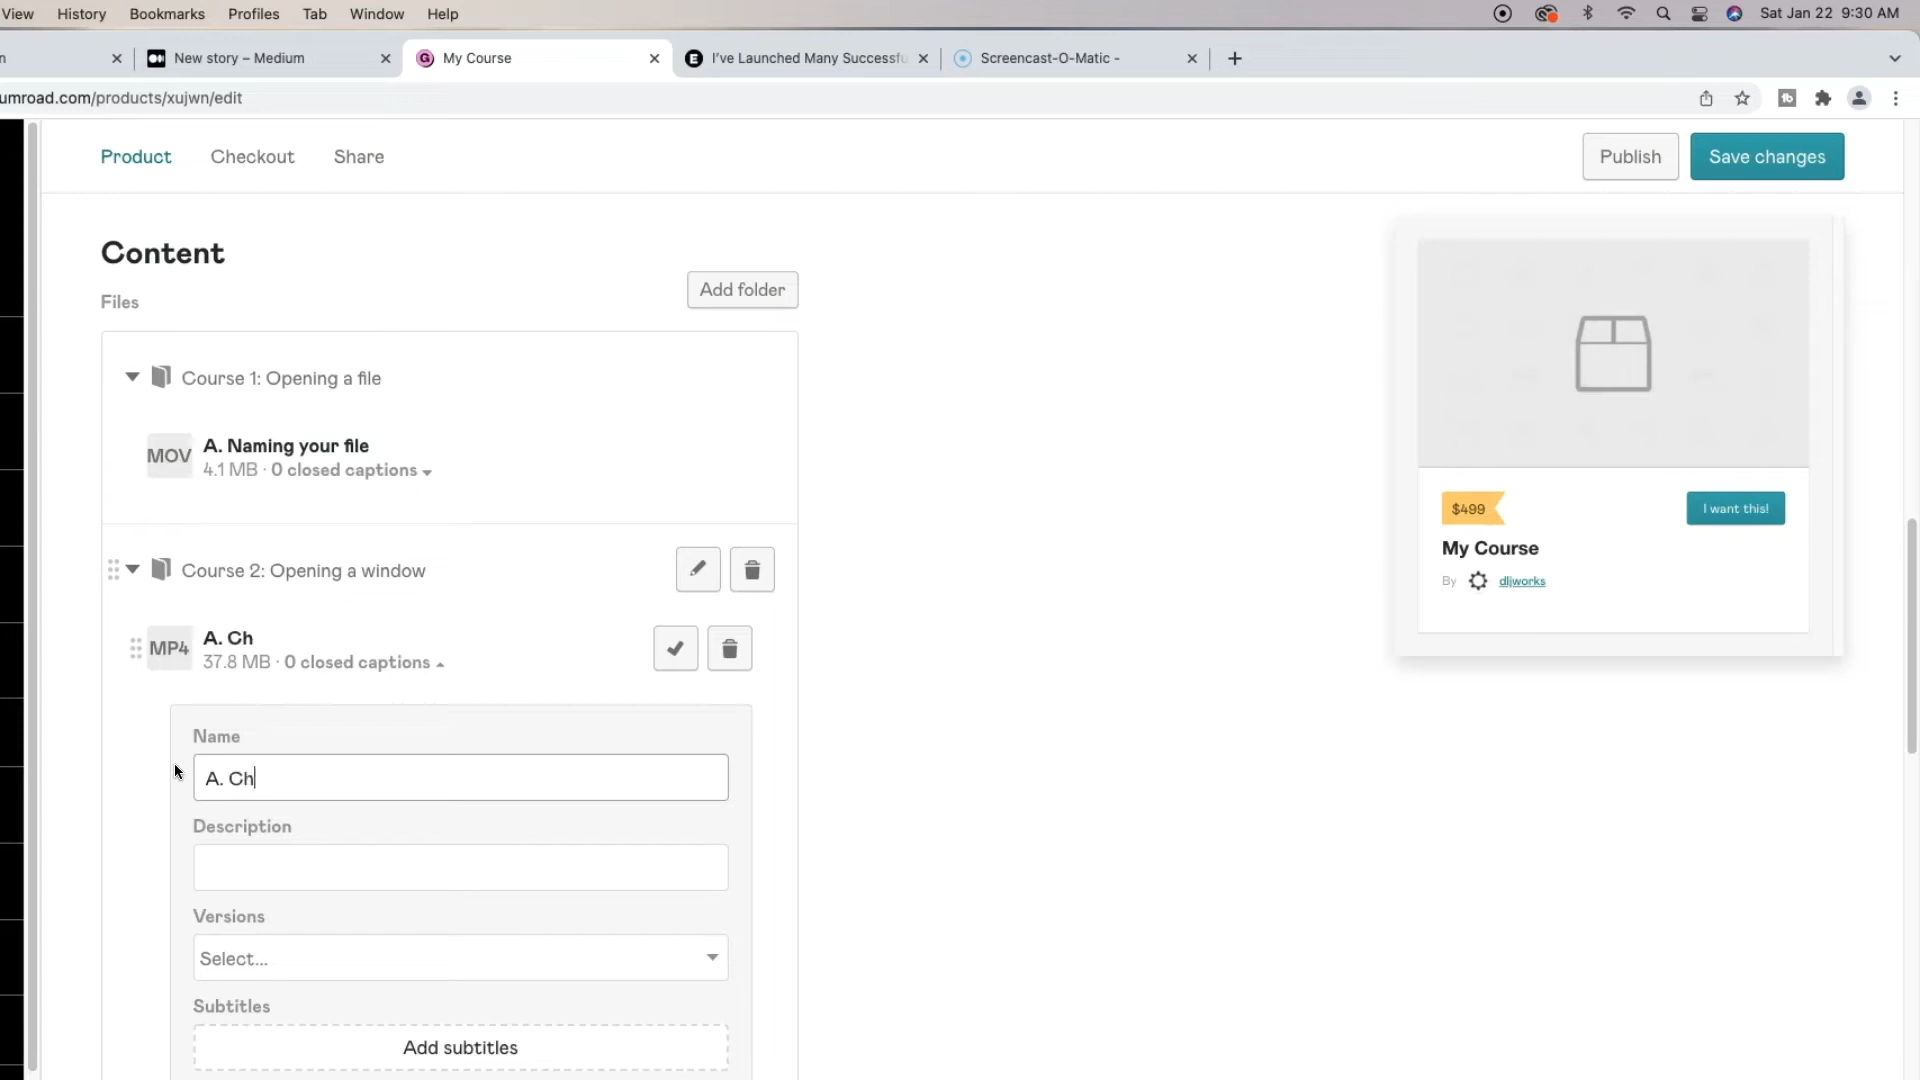 View History Bookmarks Profiles Tab Window Help Sat Jan 22 9:30 AM
n New story – Medium My Course I've Launched Many Successfu Screencast-O-Matic -
umroad.com/products/xujwn/edit
Product Checkout Share Publish Save changes
Content
Files Add folder
Course 1: Opening a file
MOV A. Naming your file
4.1 MB · 0 closed captions
Course 2: Opening a window
MP4 A. Ch
37.8 MB · 0 closed captions
Name
A. Ch
Description
Versions
Select...
Subtitles
Add subtitles
$499 I want this!
My Course
By dljworks